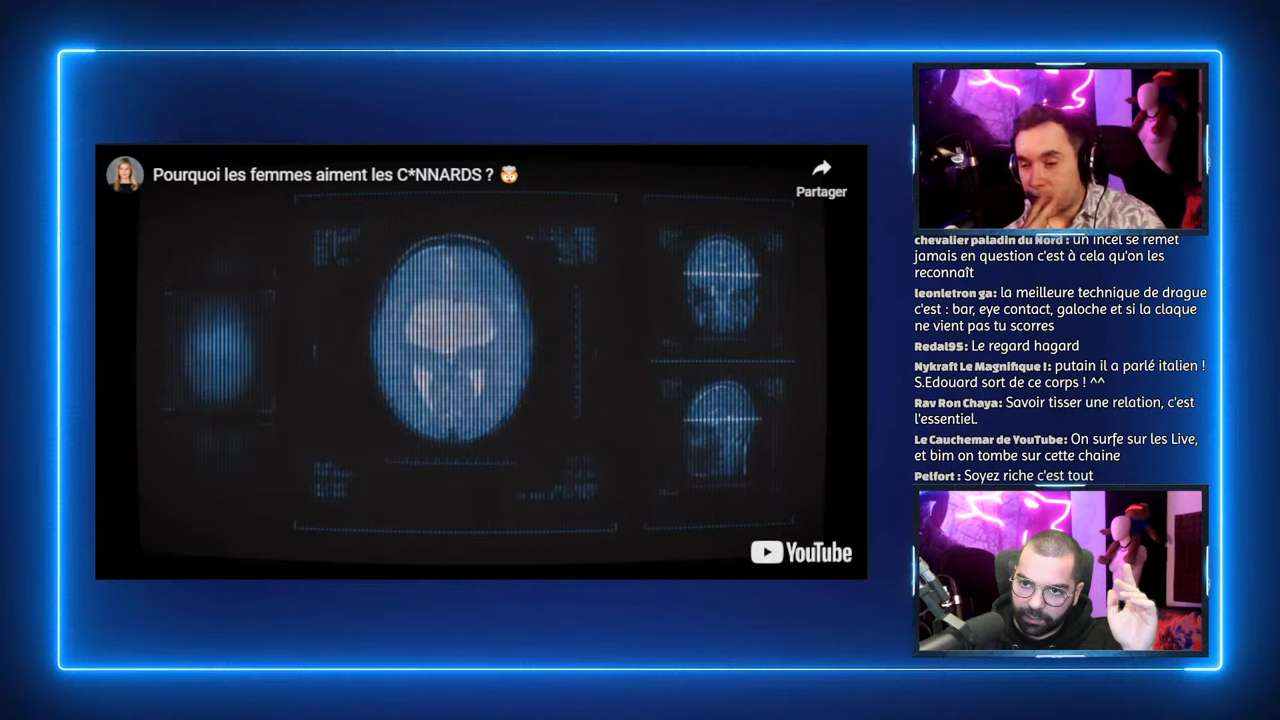 Pourquoi les femmes aiment les C*NNARDS ? 🤯
Partager
YouTube
chevalier paladin du Nord : un incel se remet
jamais en question c'est à cela qu'on les
reconnaît
leonletron ga: la meilleure technique de drague
c'est : bar, eye contact, galoche et si la claque
ne vient pas tu scorres
Redal95: Le regard hagard
Nykraft Le Magnifique !: putain il a parlé italien !
S.Edouard sort de ce corps ! ^^
Rav Ron Chaya: Savoir tisser une relation, c'est
l'essentiel.
Le Cauchemar de YouTube: On surfe sur les Live,
et bim on tombe sur cette chaine
Pelfort : Soyez riche c'est tout